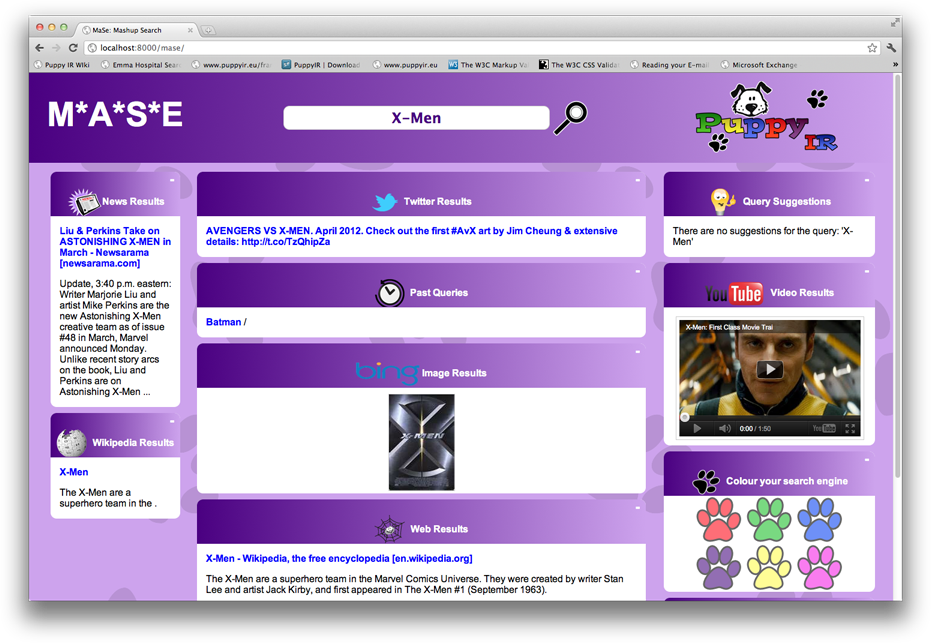 MaSe: Mashup Search
localhost:8000/mase/
Puppy IR Wiki
Emma Hospital Sear
www.puppyir.eu/fra
PuppyIR | Download
www.puppyir.eu
The W3C Markup Val
The W3C CSS Valida
Reading your E-mail
Microsoft Exchange
»
M*A*S*E
X-Men
Puppy
IR
News Results
Liu & Perkins Take on
ASTONISHING X-MEN in
March - Newsarama
[newsarama.com]
Update, 3:40 p.m. eastern:
Writer Marjorie Liu and
artist Mike Perkins are the
new Astonishing X-Men
creative team as of issue
#48 in March, Marvel
announced Monday.
Unlike recent story arcs
on the book, Liu and
Perkins are on
Astonishing X-Men ...
Wikipedia Results
X-Men
The X-Men are a
superhero team in the .
Twitter Results
AVENGERS VS X-MEN. April 2012. Check out the first #AvX art by Jim Cheung & extensive
details: http://t.co/TzQhipZa
Past Queries
Batman /
bing Image Results
X-MEN
Web Results
X-Men - Wikipedia, the free encyclopedia [en.wikipedia.org]
The X-Men are a superhero team in the Marvel Comics Universe. They were created by writer Stan
Lee and artist Jack Kirby, and first appeared in The X-Men #1 (September 1963).
Query Suggestions
There are no suggestions for the query: 'X-
Men'
YouTube Video Results
X-Men: First Class Movie Trai
0:00 / 1:50
YouTube
Colour your search engine